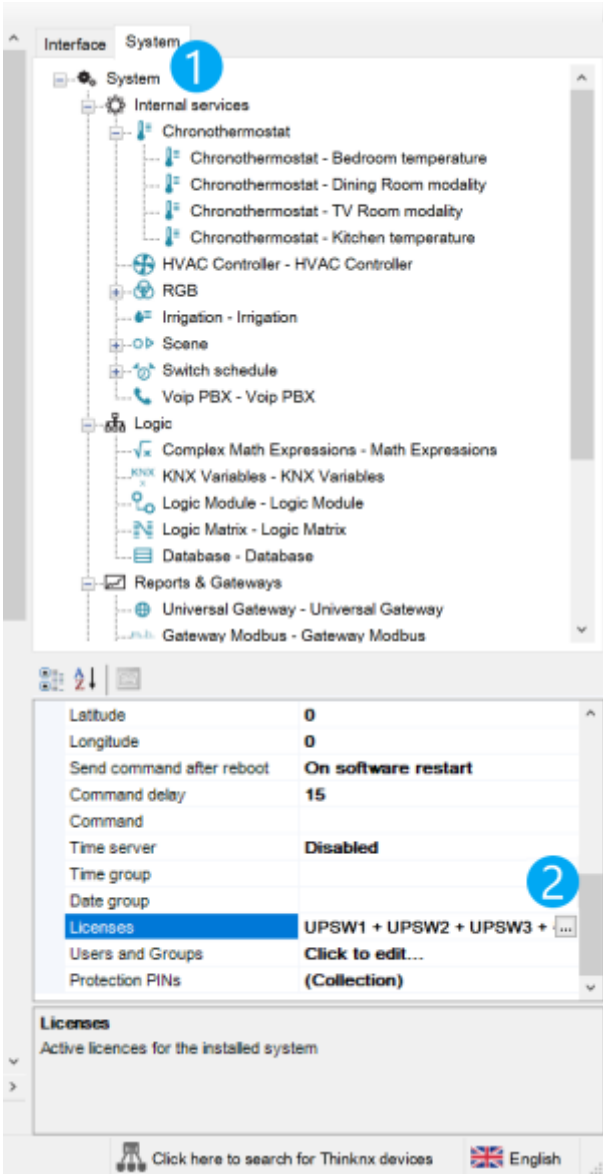 Interface System
1
System
Internal services
Chronothermostat
Chronothermostat - Bedroom temperature
Chronothermostat - Dining Room modality
Chronothermostat - TV Room modality
Chronothermostat - Kitchen temperature
HVAC Controller - HVAC Controller
RGB
Irrigation - Irrigation
Scene
Switch schedule
Voip PBX - Voip PBX
Logic
Complex Math Expressions - Math Expressions
KNX Variables - KNX Variables
Logic Module - Logic Module
Logic Matrix - Logic Matrix
Database - Database
Reports & Gateways
Universal Gateway - Universal Gateway
Gateway Modbus - Gateway Modbus
Latitude 0
Longitude 0
Send command after reboot On software restart
Command delay 15
Command
Time server Disabled
Time group
2
Date group
Licenses UPSW1 + UPSW2 + UPSW3 + ...
Users and Groups Click to edit...
Protection PINs (Collection)
Licenses
Active licences for the installed system
Click here to search for Thinknx devices English